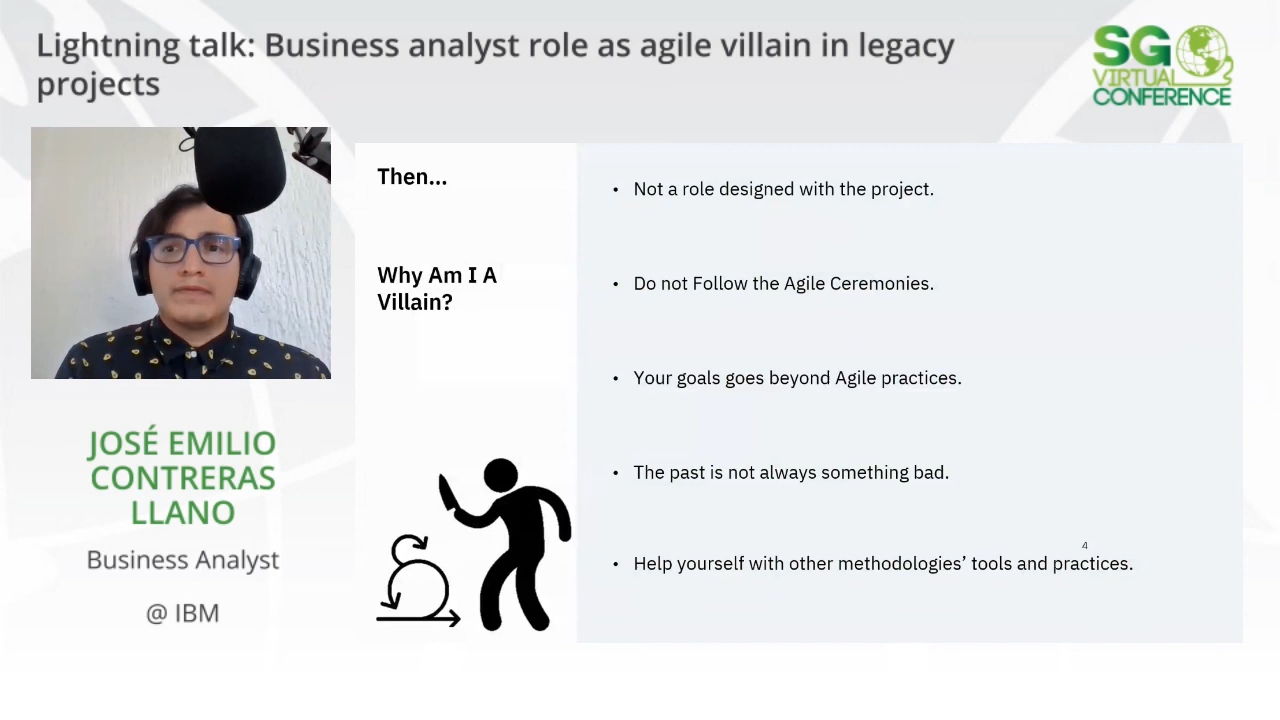 Lightning talk: Business analyst role as agile villain in legacy
projects
SG
VIRTUAL
CONFERENCE
JOSÉ EMILIO
CONTRERAS
LLANO
Business Analyst
@ IBM
Then...
Why Am I A
Villain?
• Not a role designed with the project.
• Do not Follow the Agile Ceremonies.
• Your goals goes beyond Agile practices.
• The past is not always something bad.
4
• Help yourself with other methodologies’ tools and practices.